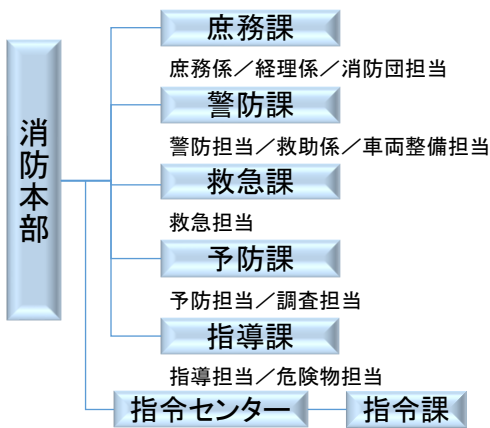 消防本部
庶務課
庶務係／経理係／消防団担当
警防課
警防担当／救助係／車両整備担当
救急課
救急担当
予防課
予防担当／調査担当
指導課
指導担当／危険物担当
指令センター
指令課